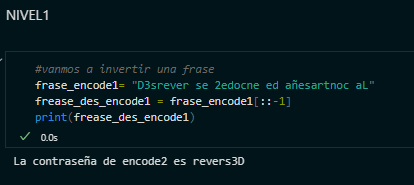 NIVEL1
#vanmos a invertir una frase
frase_encode1= "D3srever se 2edocne ed añesartnoc aL"
frease_des_encode1 = frase_encode1[::-1]
print(frease_des_encode1)
0.0s
La contraseña de encode2 es revers3D